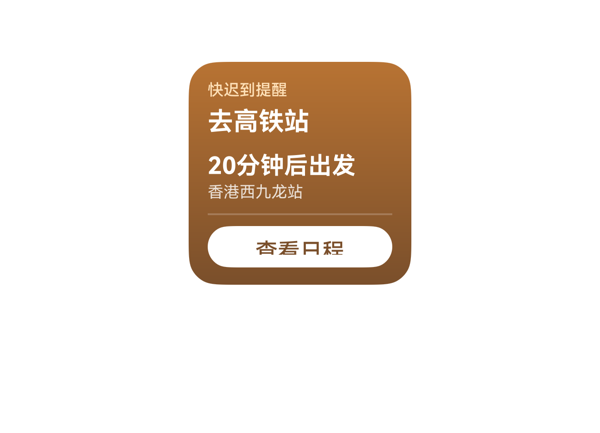 快迟到提醒
去高铁站
20分钟后出发
香港西九龙站
查看日程